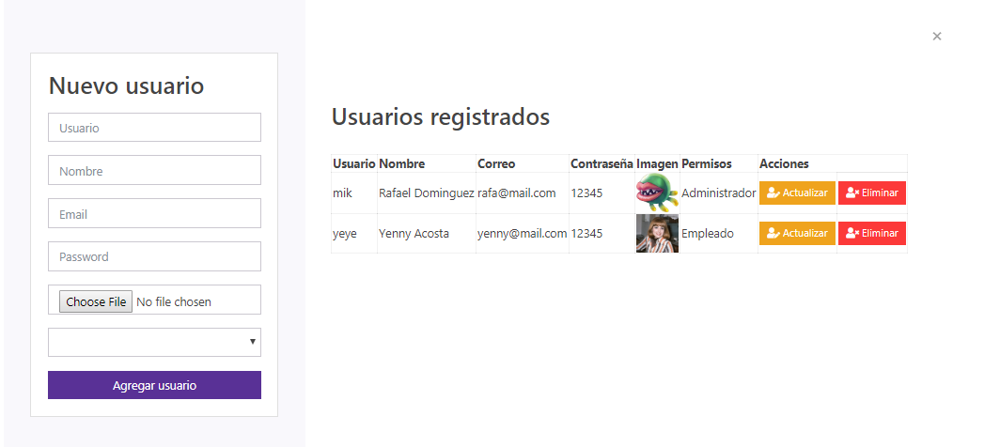 ×
Nuevo usuario
Usuario
Nombre
Email
Password
Choose File No file chosen
Agregar usuario
Usuarios registrados
Usuario Nombre Correo Contraseña Imagen Permisos Acciones
mik Rafael Dominguez rafa@mail.com 12345 Administrador Actualizar Eliminar
yeye Yenny Acosta yenny@mail.com 12345 Empleado Actualizar Eliminar